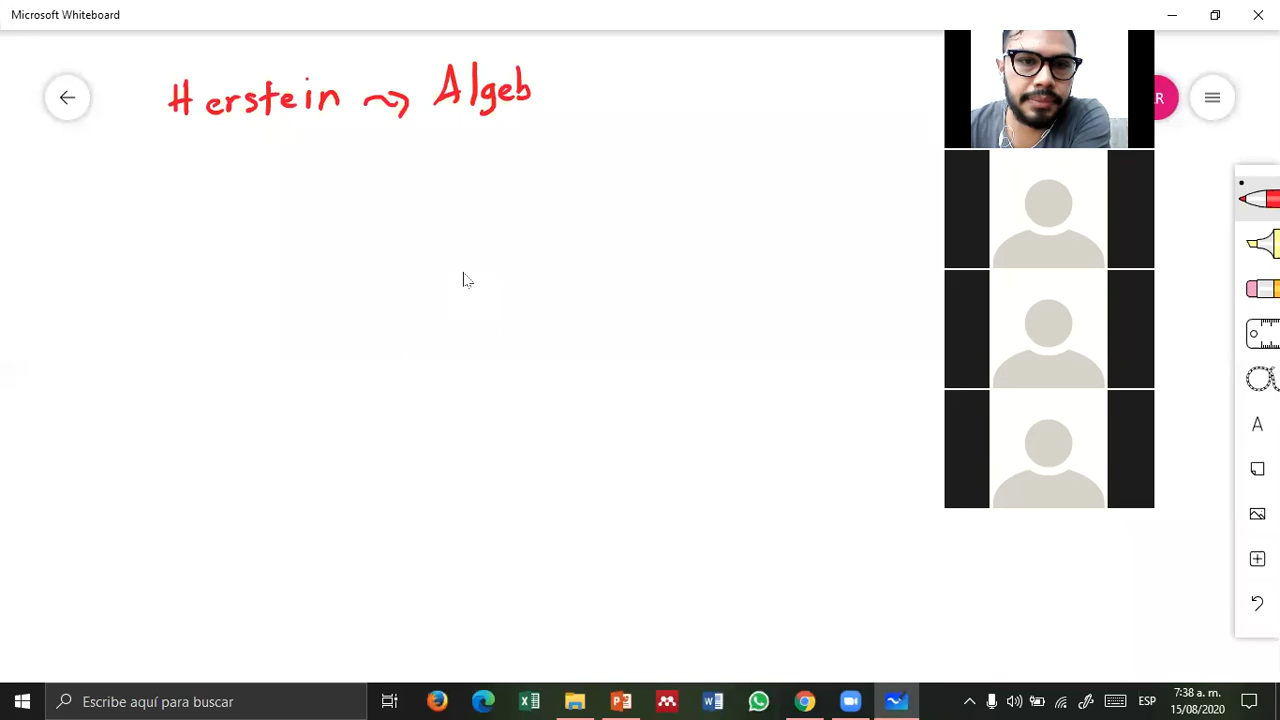 Microsoft Whiteboard
Herstein ⇝ Algeb
R
A
Escribe aquí para buscar
ESP
7:38 a. m.
15/08/2020